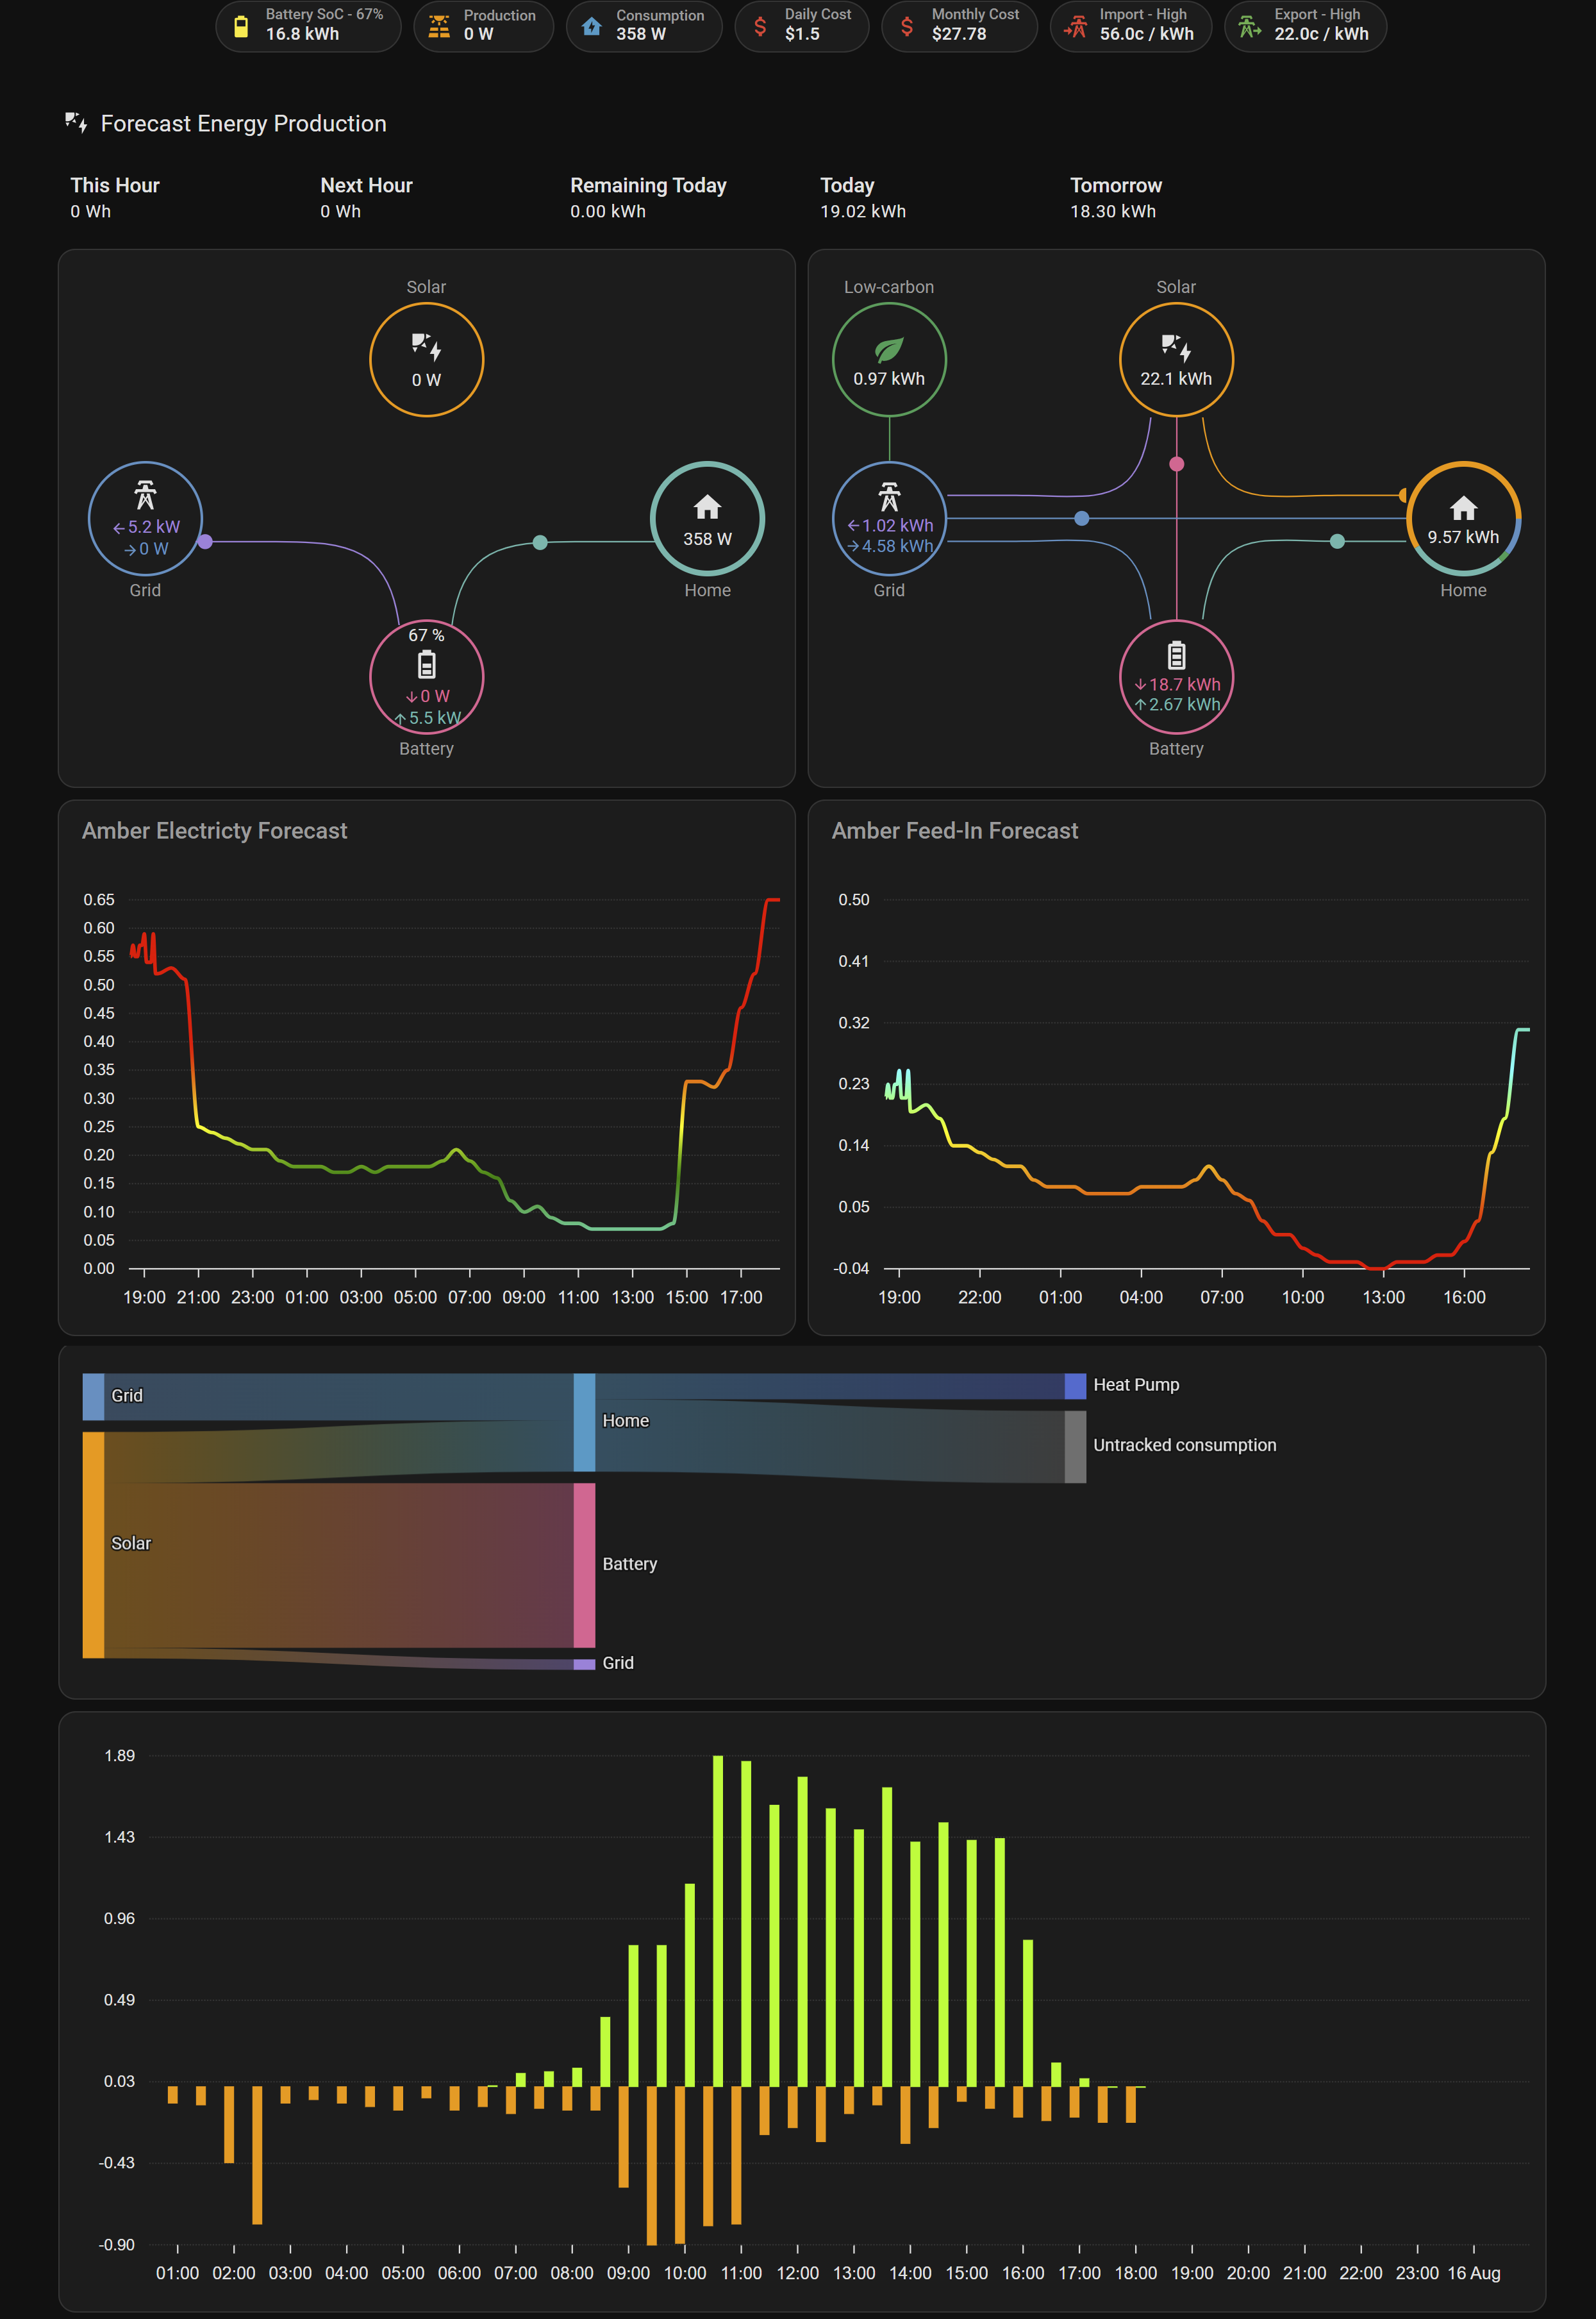 Battery SoC - 67%
16.8 kWh
Production
0 W
Consumption
358 W
Daily Cost
$1.5
Monthly Cost
$27.78
Import - High
56.0c / kWh
Export - High
22.0c / kWh
Forecast Energy Production
This Hour
0 Wh
Next Hour
0 Wh
Remaining Today
0.00 kWh
Today
19.02 kWh
Tomorrow
18.30 kWh
Solar
0 W
←5.2 kW
→0 W
Grid
358 W
Home
67 %
↓0 W
↑5.5 kW
Battery
Low-carbon
0.97 kWh
Solar
22.1 kWh
←1.02 kWh
→4.58 kWh
Grid
9.57 kWh
Home
↓18.7 kWh
↑2.67 kWh
Battery
Amber Electricty Forecast
0.65
0.60
0.55
0.50
0.45
0.40
0.35
0.30
0.25
0.20
0.15
0.10
0.05
0.00
19:00 21:00 23:00 01:00 03:00 05:00 07:00 09:00 11:00 13:00 15:00 17:00
Amber Feed-In Forecast
0.50
0.41
0.32
0.23
0.14
0.05
-0.04
19:00 22:00 01:00 04:00 07:00 10:00 13:00 16:00
Grid
Solar
Home
Battery
Grid
Heat Pump
Untracked consumption
1.89
1.43
0.96
0.49
0.03
-0.43
-0.90
01:00 02:00 03:00 04:00 05:00 06:00 07:00 08:00 09:00 10:00 11:00 12:00 13:00 14:00 15:00 16:00 17:00 18:00 19:00 20:00 21:00 22:00 23:00 16 Aug